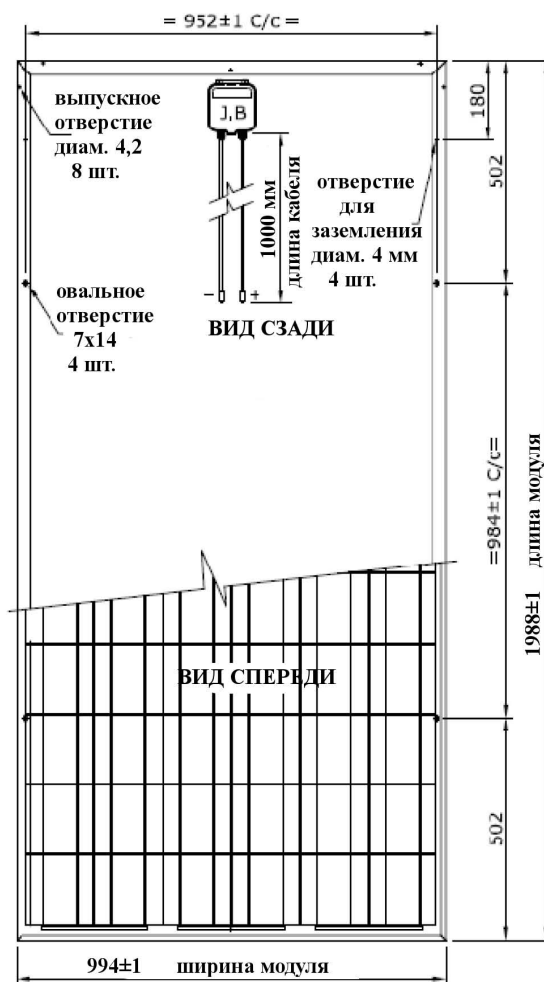 = 952±1 C/c =
выпускное
отверстие
диам. 4,2
8 шт.
J,B
180
502
1000 мм
длина кабеля
отверстие
для
заземления
диам. 4 мм
4 шт.
овальное
отверстие
7х14
4 шт.
− +
ВИД СЗАДИ
=984±1 C/c=
1988±1 длина модуля
ВИД СПЕРЕДИ
502
994±1 ширина модуля